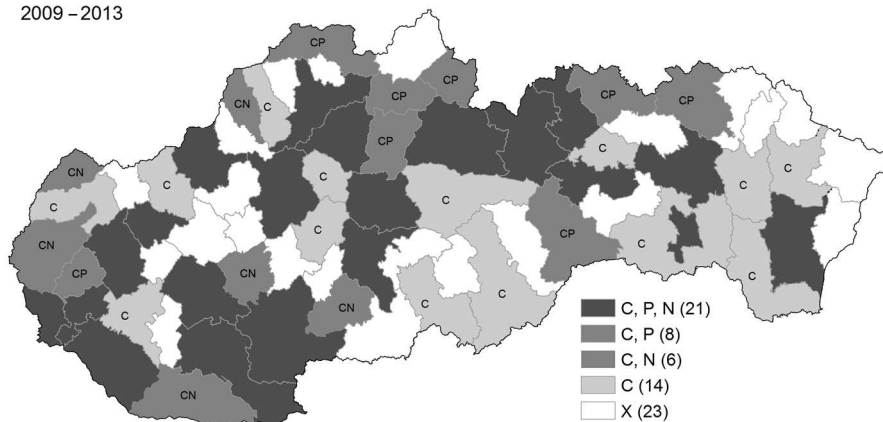 2009 – 2013
CP
CP
CN
C
CP
CP
CP
CP
C
CN
C
C
C
C
C
C
CN
C
CP
CP
C
C
CN
CN
C
C
C
CN
C, P, N (21)
C, P (8)
C, N (6)
C (14)
X (23)